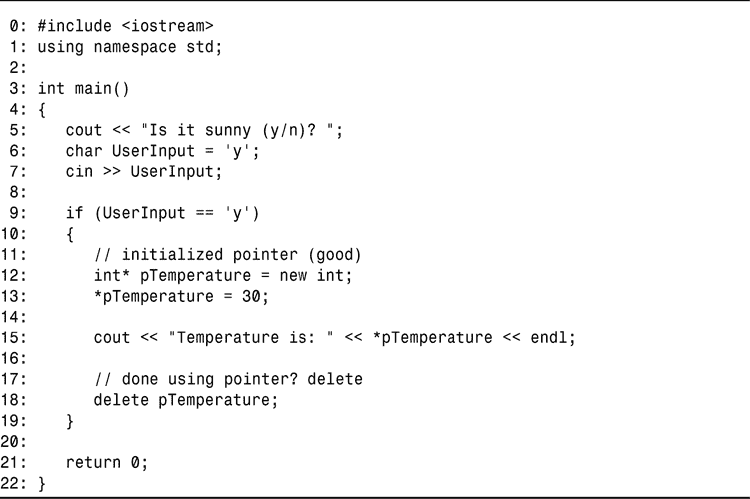 0: #include <iostream>
1: using namespace std;
2:
3: int main()
4: {
5:    cout << "Is it sunny (y/n)? ";
6:    char UserInput = 'y';
7:    cin >> UserInput;
8:
9:    if (UserInput == 'y')
10:    {
11:       // initialized pointer (good)
12:       int* pTemperature = new int;
13:       *pTemperature = 30;
14:
15:       cout << "Temperature is: " << *pTemperature << endl;
16:
17:       // done using pointer? delete
18:       delete pTemperature;
19:    }
20:
21:    return 0;
22: }